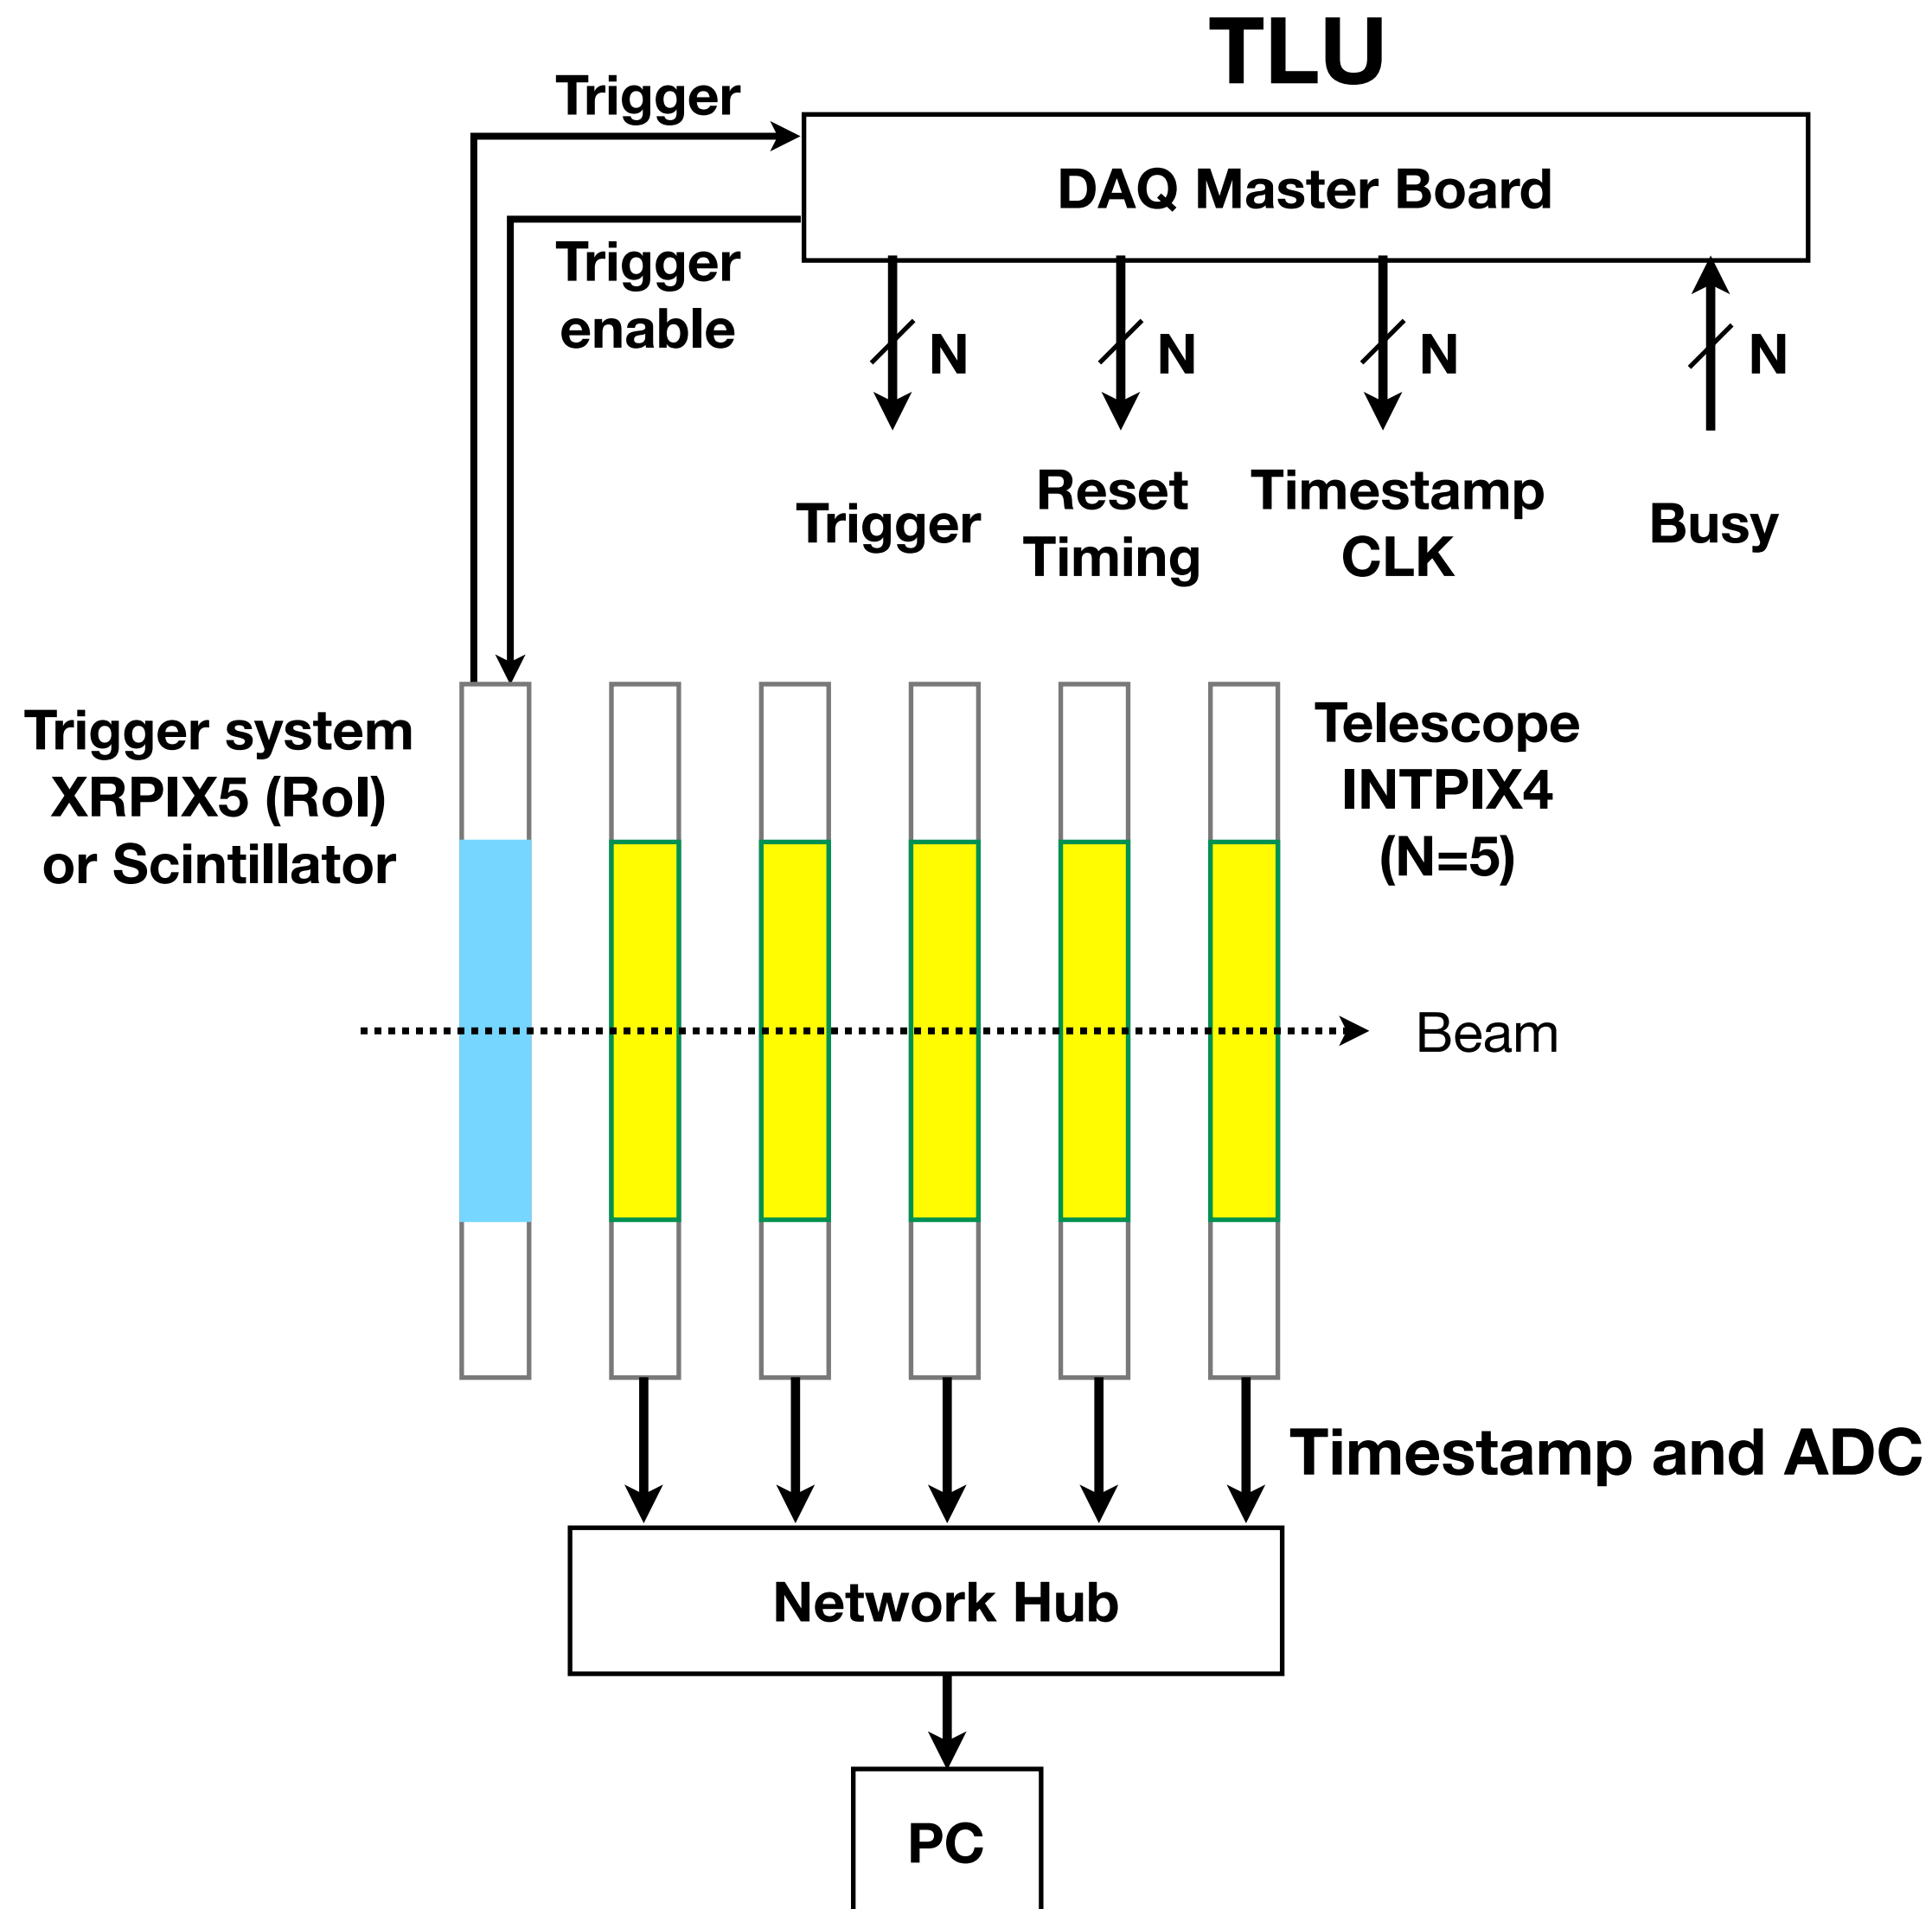 TLU
Trigger
DAQ Master Board
Trigger
enable
N
N
N
N
Trigger
Reset
Timing
Timestamp
CLK
Busy
Trigger system
XRPIX5 (RoI)
or Scintillator
Telescope
INTPIX4
(N=5)
Beam
Timestamp and ADC
Network Hub
PC